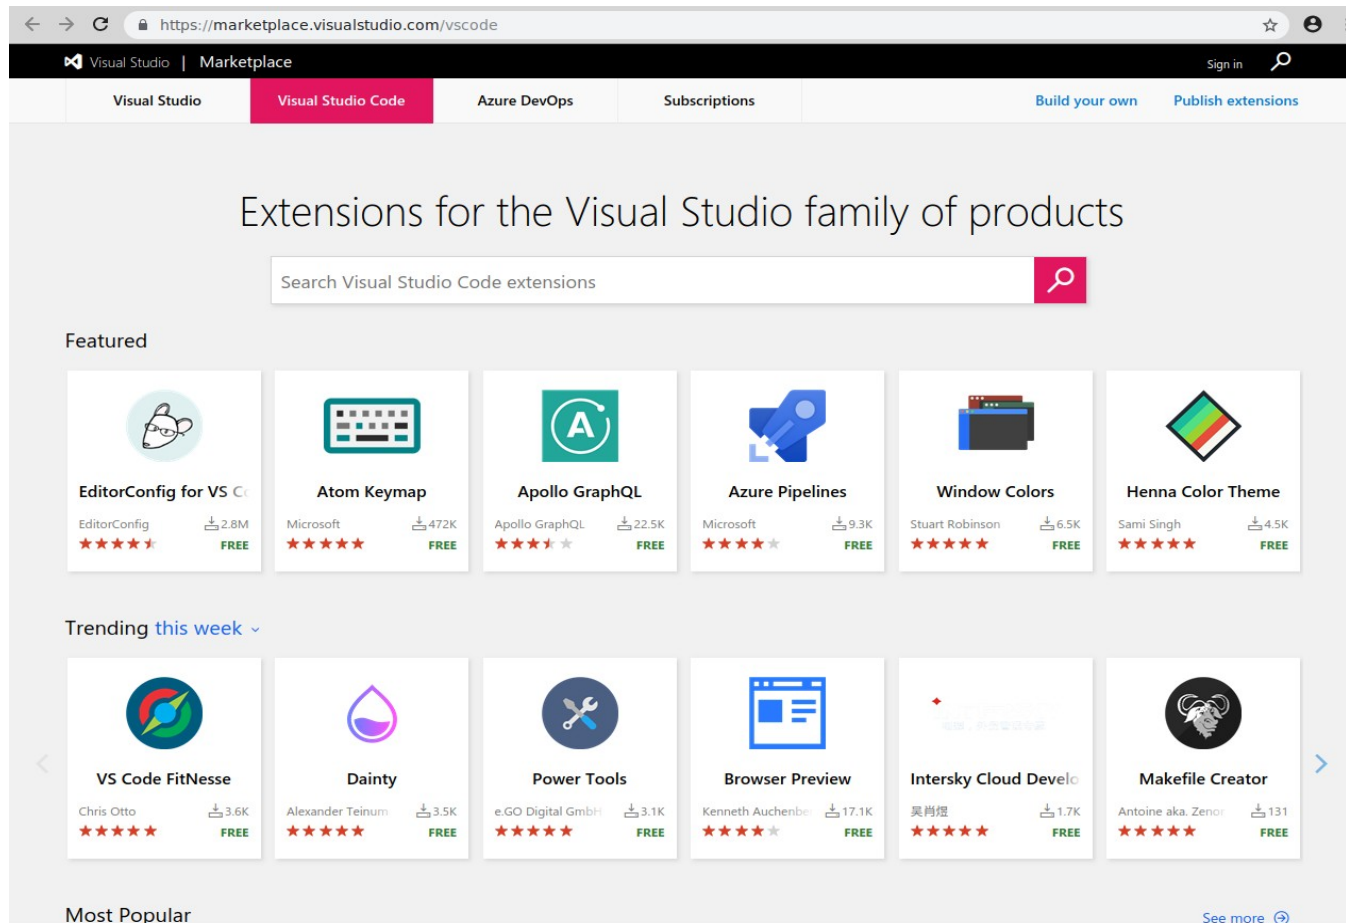 https://marketplace.visualstudio.com/vscode
Visual Studio | Marketplace
Sign in
Visual Studio
Visual Studio Code
Azure DevOps
Subscriptions
Build your own
Publish extensions
Extensions for the Visual Studio family of products
Search Visual Studio Code extensions
Featured
EditorConfig for VS Co
EditorConfig 2.8M
FREE
Atom Keymap
Microsoft 472K
FREE
A
Apollo GraphQL
Apollo GraphQL 22.5K
FREE
Azure Pipelines
Microsoft 9.3K
FREE
Window Colors
Stuart Robinson 6.5K
FREE
Henna Color Theme
Sami Singh 4.5K
FREE
Trending this week
VS Code FitNesse
Chris Otto 3.6K
FREE
Dainty
Alexander Teinum 3.5K
FREE
Power Tools
e.GO Digital GmbH 3.1K
FREE
Browser Preview
Kenneth Auchenbe 17.1K
FREE
Intersky Cloud Develo
吴肖煜 1.7K
FREE
Makefile Creator
Antoine aka. Zenor 131
FREE
Most Popular
See more